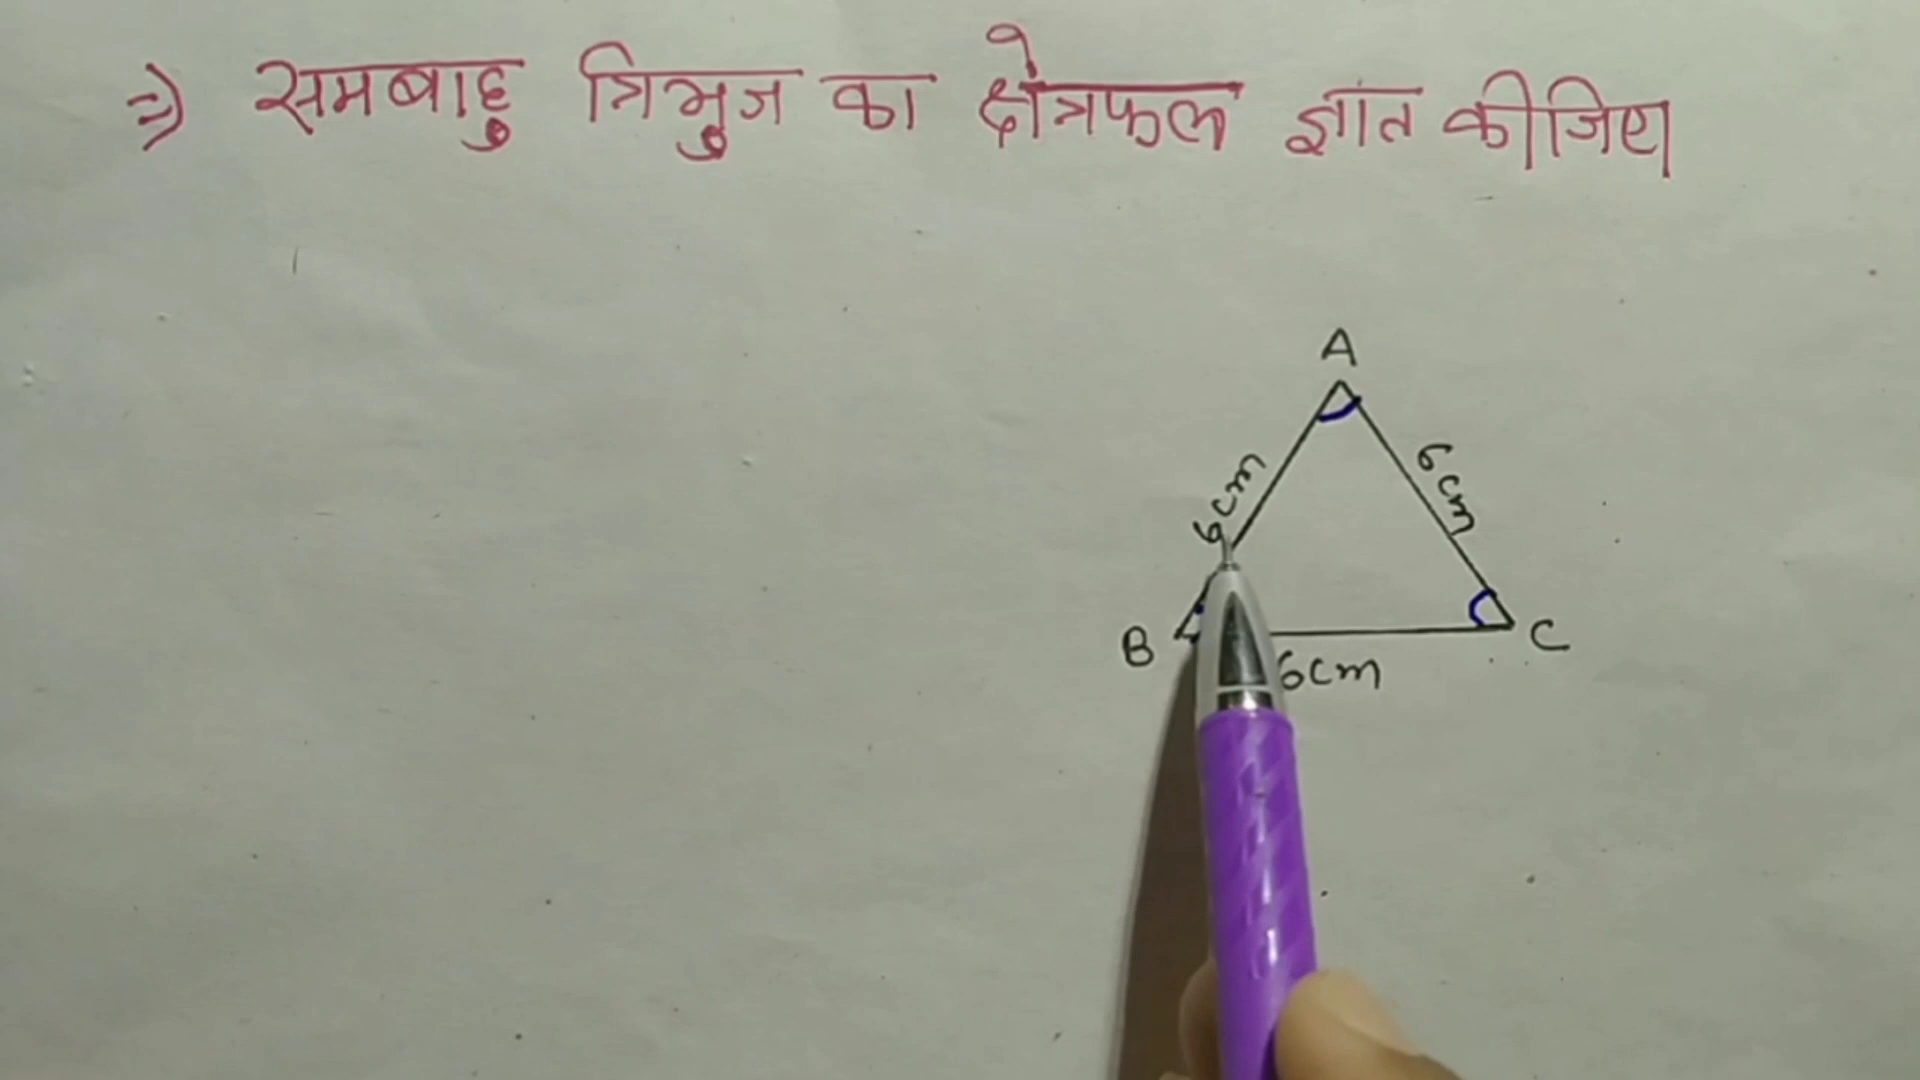 ⇒ समबाहु त्रिभुज का क्षेत्रफल ज्ञात कीजिए
A
6cm
6cm
B
C
6cm